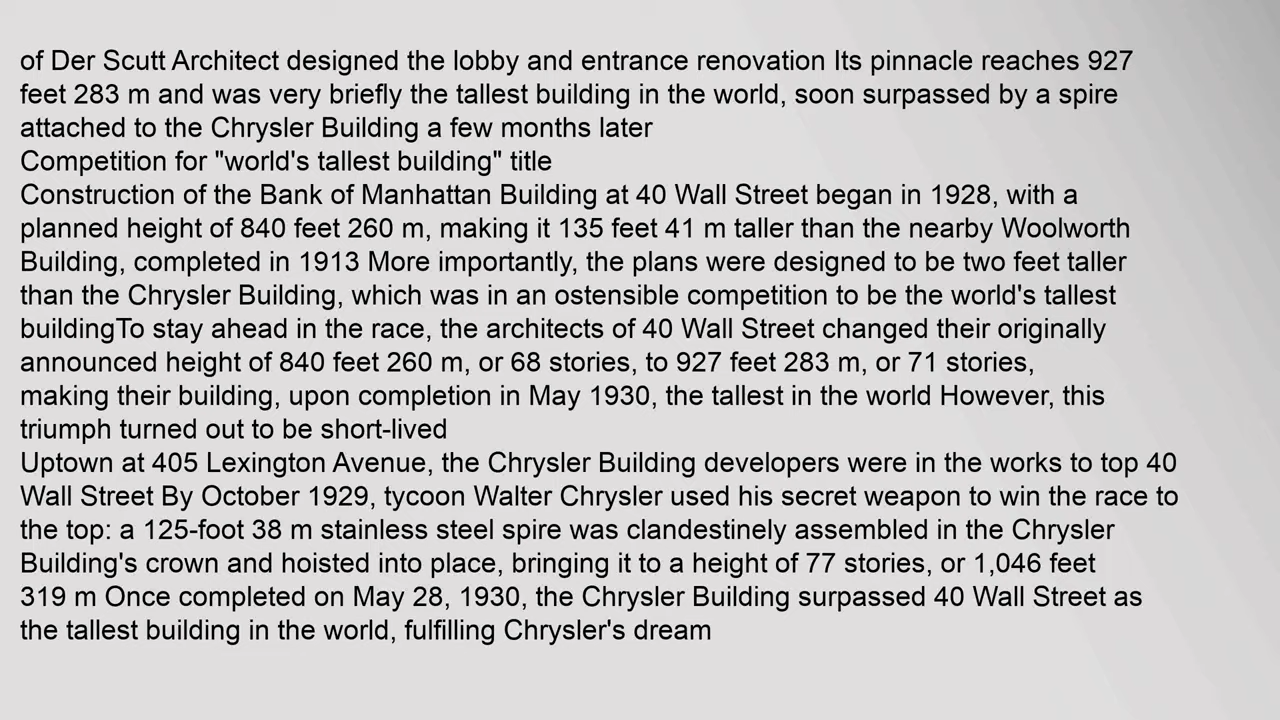 of Der Scutt Architect designed the lobby and entrance renovation Its pinnacle reaches 927
feet 283 m and was very briefly the tallest building in the world, soon surpassed by a spire
attached to the Chrysler Building a few months later
Competition for "world's tallest building" title
Construction of the Bank of Manhattan Building at 40 Wall Street began in 1928, with a
planned height of 840 feet 260 m, making it 135 feet 41 m taller than the nearby Woolworth
Building, completed in 1913 More importantly, the plans were designed to be two feet taller
than the Chrysler Building, which was in an ostensible competition to be the world's tallest
buildingTo stay ahead in the race, the architects of 40 Wall Street changed their originally
announced height of 840 feet 260 m, or 68 stories, to 927 feet 283 m, or 71 stories,
making their building, upon completion in May 1930, the tallest in the world However, this
triumph turned out to be short-lived
Uptown at 405 Lexington Avenue, the Chrysler Building developers were in the works to top 40
Wall Street By October 1929, tycoon Walter Chrysler used his secret weapon to win the race to
the top: a 125-foot 38 m stainless steel spire was clandestinely assembled in the Chrysler
Building's crown and hoisted into place, bringing it to a height of 77 stories, or 1,046 feet
319 m Once completed on May 28, 1930, the Chrysler Building surpassed 40 Wall Street as
the tallest building in the world, fulfilling Chrysler's dream